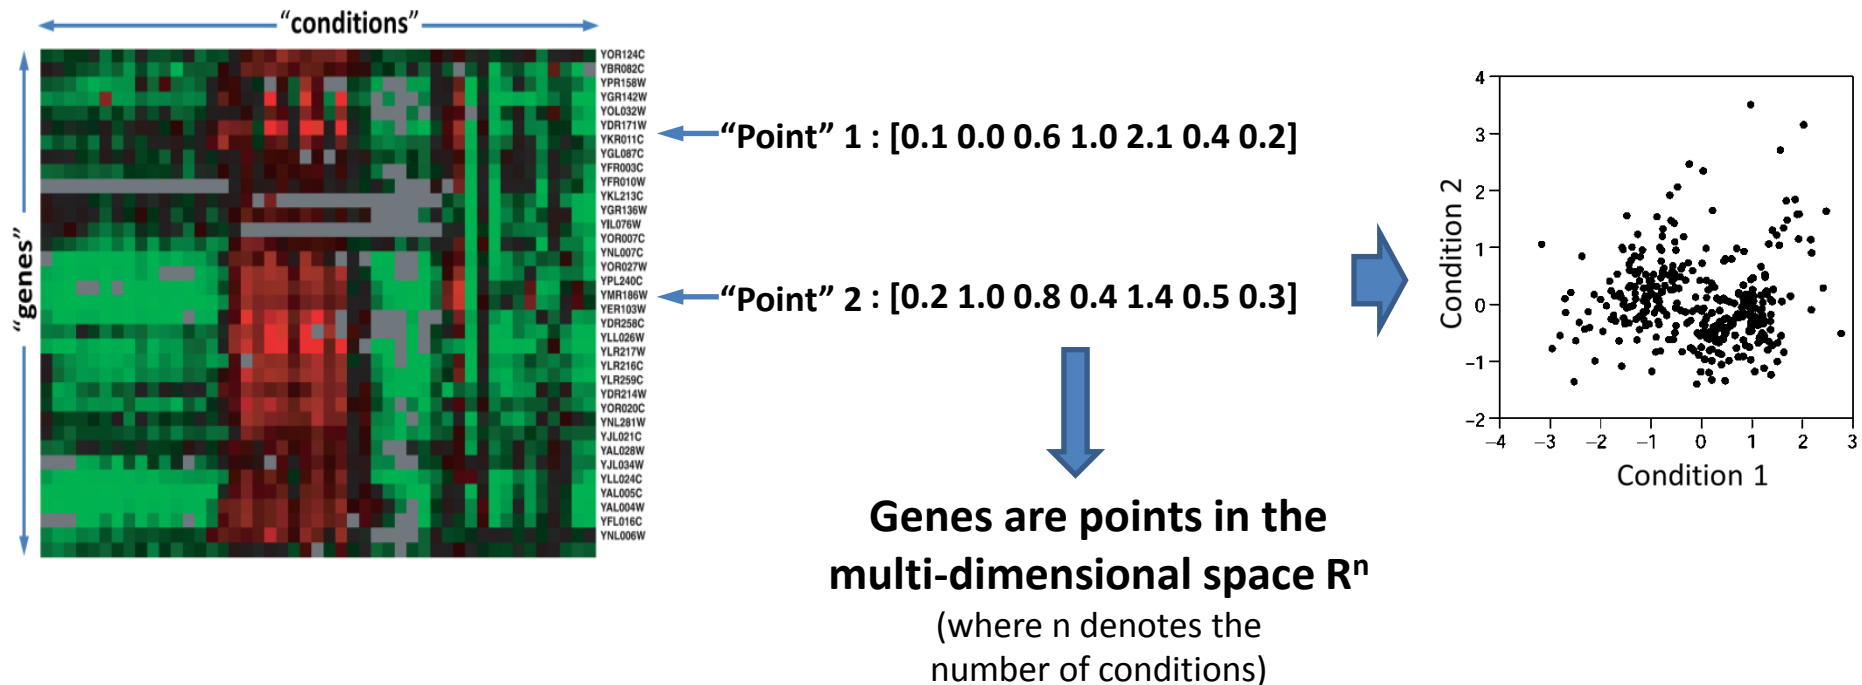 “conditions”
“genes”
YOR124C
YBR082C
YPR158W
YGR142W
YOL032W
YDR171W
YKR011C
YGL087C
YFR003C
YFR010W
YKL213C
YGR136W
YIL076W
YOR007C
YNL007C
YOR027W
YPL240C
YMR186W
YER103W
YDR258C
YLL026W
YLR217W
YLR216C
YLR259C
YDR214W
YOR020C
YNL281W
YJL021C
YAL028W
YJL034W
YLL024C
YAL005C
YAL004W
YFL016C
YNL006W
“Point” 1 : [0.1 0.0 0.6 1.0 2.1 0.4 0.2]
“Point” 2 : [0.2 1.0 0.8 0.4 1.4 0.5 0.3]
Genes are points in the
multi-dimensional space Rⁿ
(where n denotes the
number of conditions)
Condition 2
4
3
2
1
0
−1
−2
−4 −3 −2 −1 0 1 2 3
Condition 1